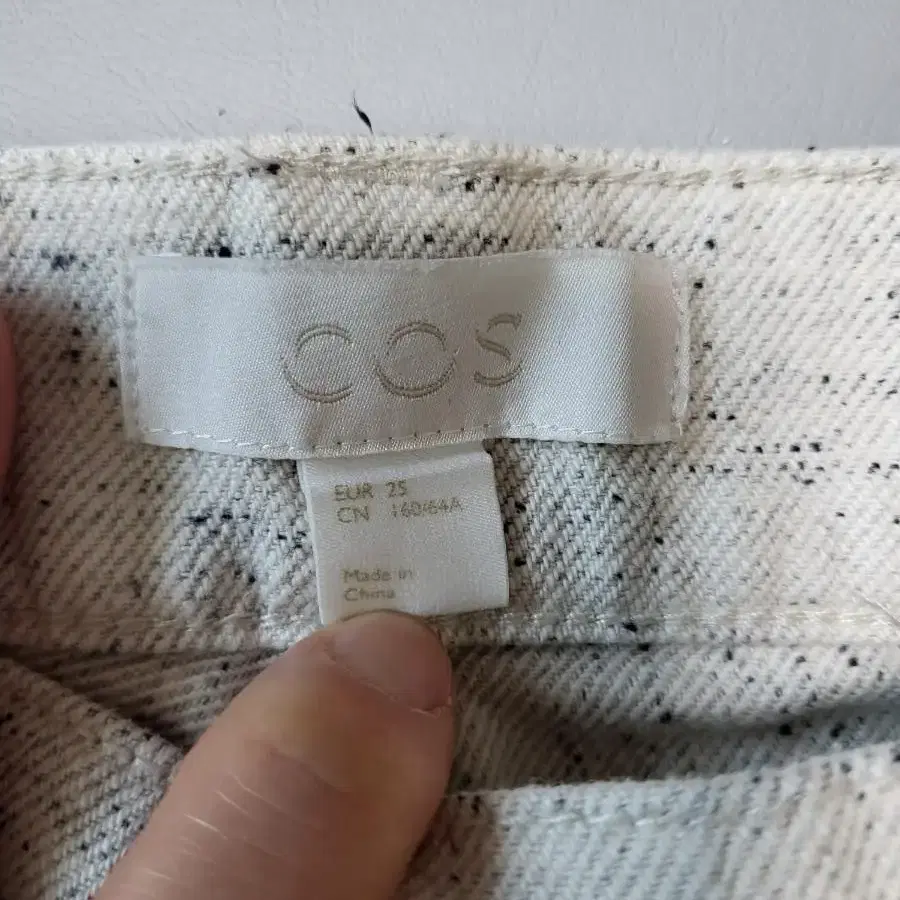 COS
EUR 25
CN 160/64A
Made in
China